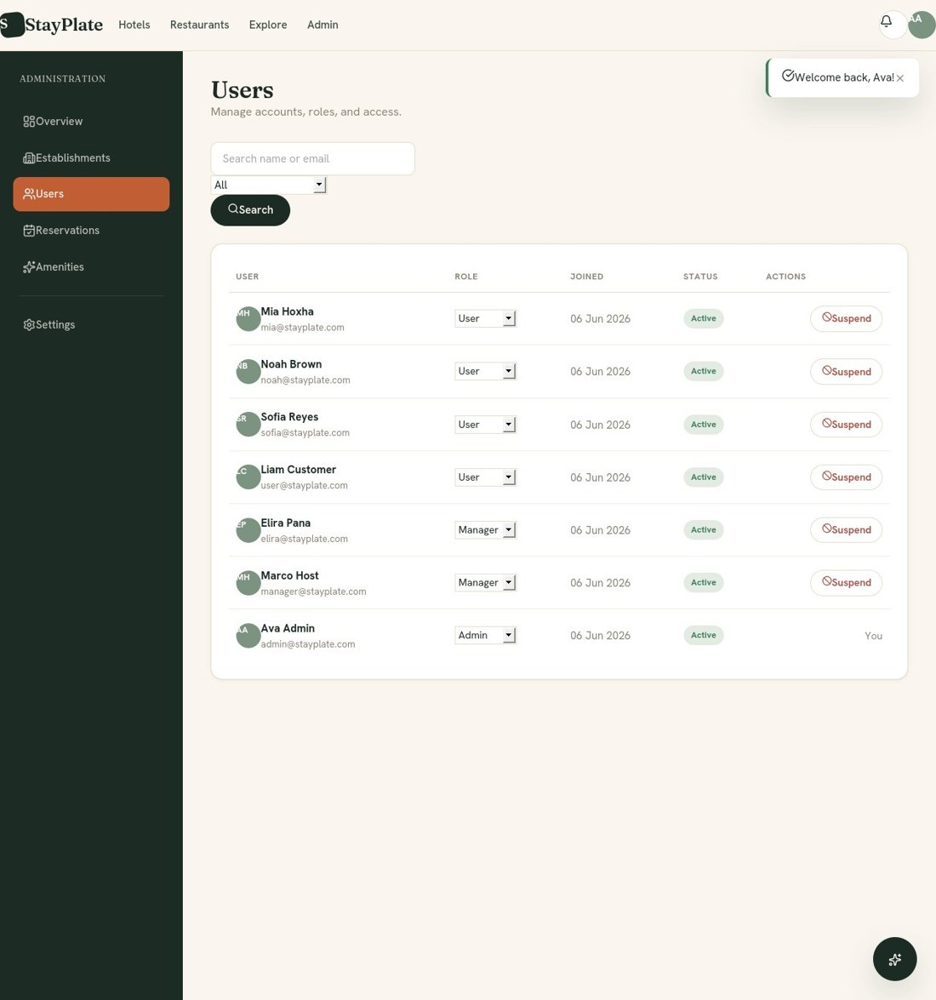 S StayPlate Hotels Restaurants Explore Admin AA
ADMINISTRATION
Overview
Establishments
Users
Reservations
Amenities
Settings
Welcome back, Ava!
Users
Manage accounts, roles, and access.
Search name or email
All
Search
USER ROLE JOINED STATUS ACTIONS
MH Mia Hoxha User 06 Jun 2026 Active Suspend
mia@stayplate.com
NB Noah Brown User 06 Jun 2026 Active Suspend
noah@stayplate.com
SR Sofia Reyes User 06 Jun 2026 Active Suspend
sofia@stayplate.com
LC Liam Customer User 06 Jun 2026 Active Suspend
user@stayplate.com
EP Elira Pana Manager 06 Jun 2026 Active Suspend
elira@stayplate.com
MH Marco Host Manager 06 Jun 2026 Active Suspend
manager@stayplate.com
AA Ava Admin Admin 06 Jun 2026 Active You
admin@stayplate.com